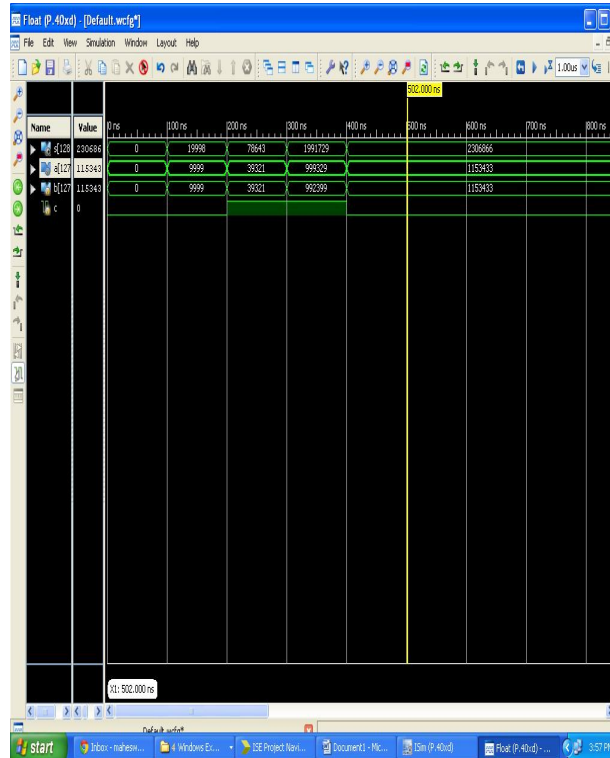 Float (P.40xd) - [Default.wcfg*]
File Edit View Simulation Window Layout Help
1.00us
502.000 ns
Name Value 0 ns 100 ns 200 ns 300 ns 400 ns 500 ns 600 ns 700 ns 800 ns
s[128 230686 0 19998 78643 1991729 2306866
a[127 115343 0 9999 39321 999329 1153433
b[127 115343 0 9999 39321 992399 1153433
c 0
X1: 502.000 ns
Default.wcfg*
start Inbox - mahesw... 4 Windows Ex... ISE Project Navi... Document1 - Mic... ISim (P.40xd) Float (P.40xd) - ... 3:57 PM